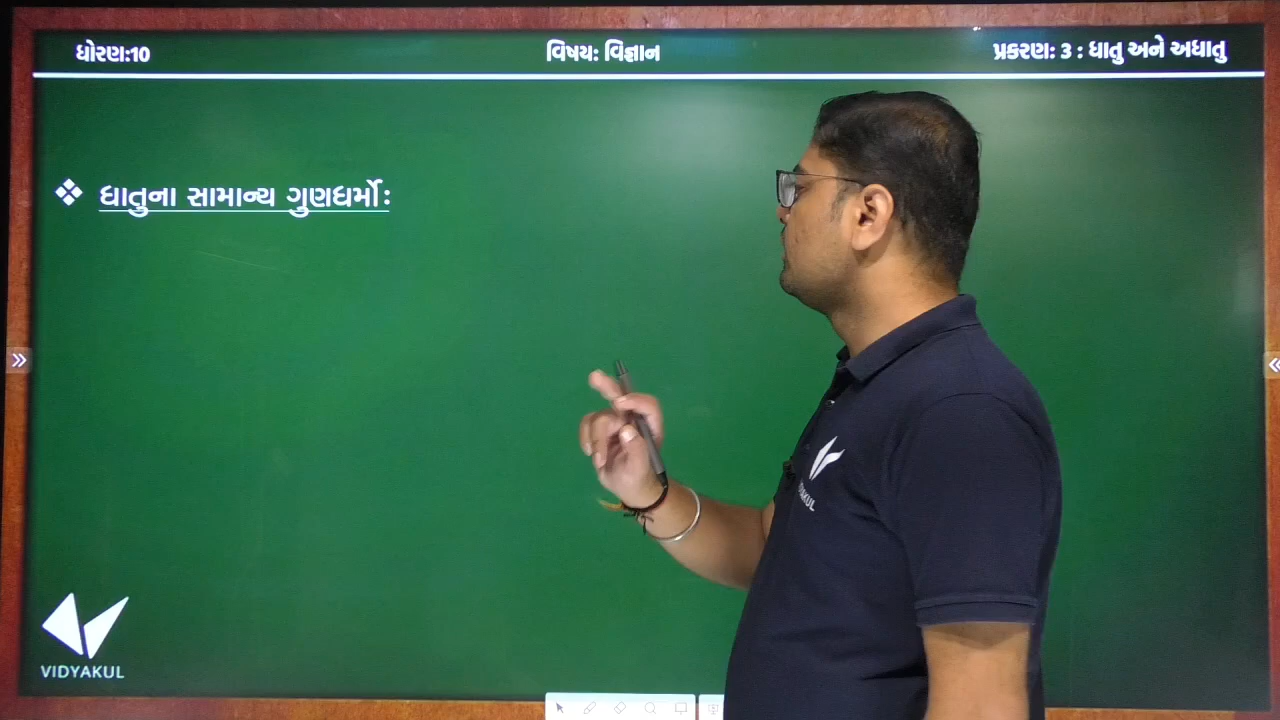 ધોરણ:10
વિષય: વિજ્ઞાન
પ્રકરણ: 3 : ધાતુ અને અધાતુ
❖ ધાતુના સામાન્ય ગુણધર્મો:
VIDYAKUL